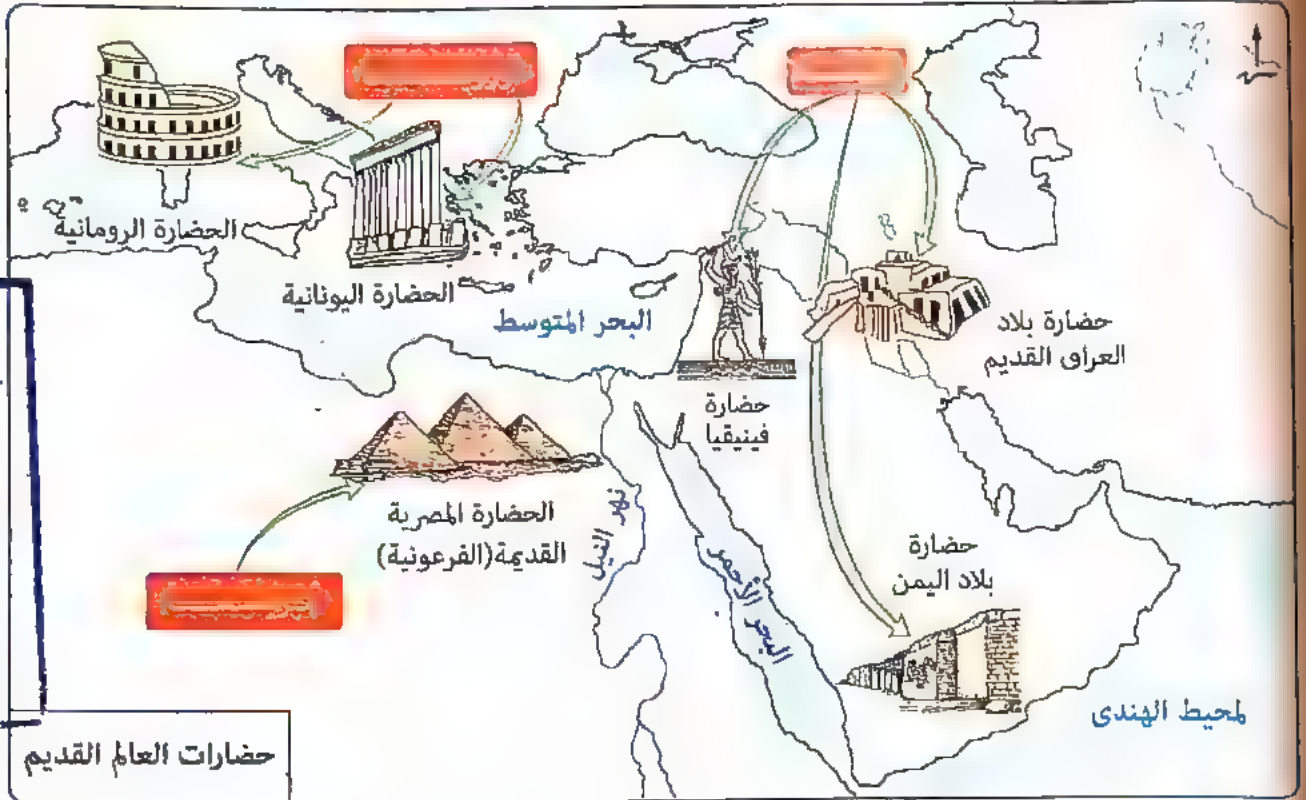 الحضارة الرومانية
الحضارة اليونانية
البحر المتوسط
حضارة بلاد
العراق القديم
حضارة
فينيقيا
الحضارة المصرية
القديمة(الفرعونية)
نهر النيل
البحر الأحمر
حضارة
بلاد اليمن
لمحيط الهندى
حضارات العالم القديم